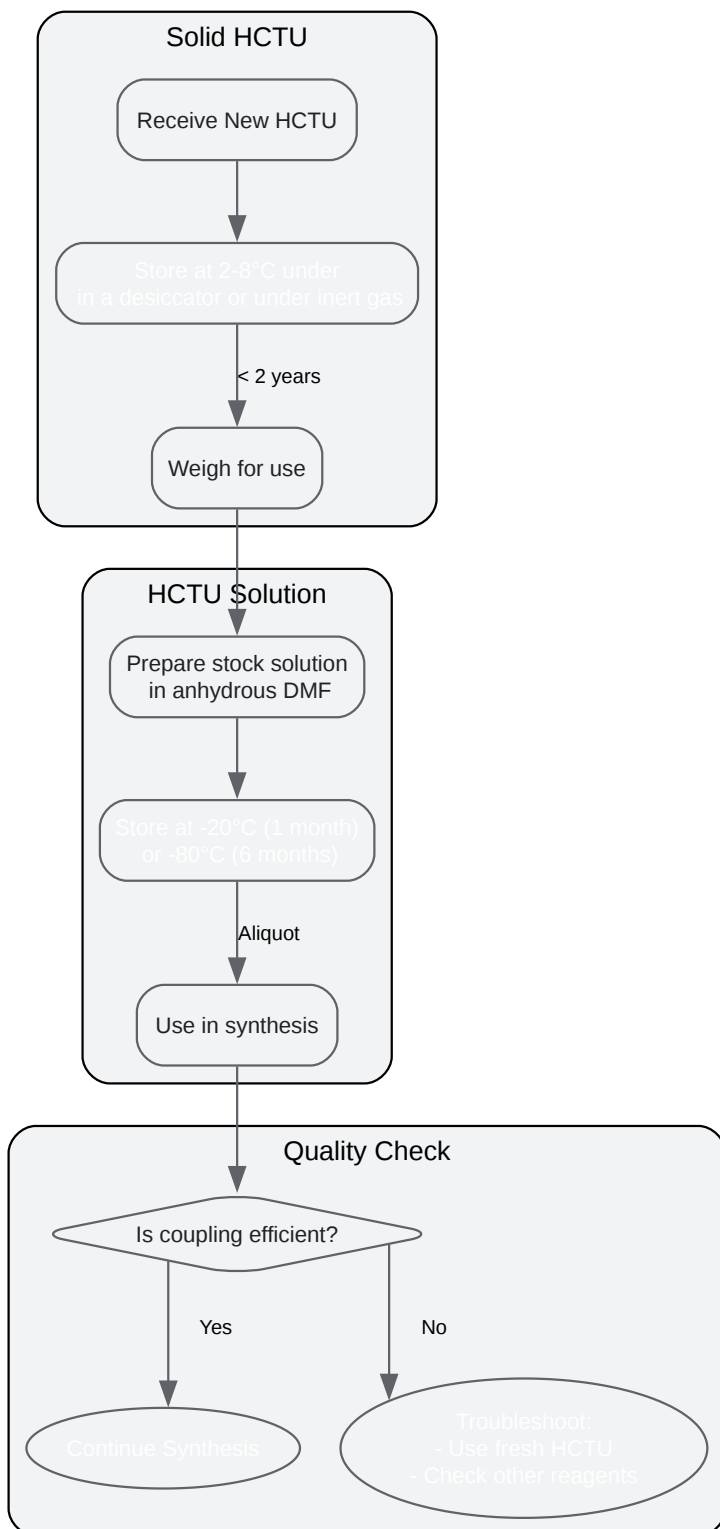 Solid HCTU
Receive New HCTU
Store at 2-8°C under
in a desiccator or under inert gas
< 2 years
Weigh for use
HCTU Solution
Prepare stock solution
in anhydrous DMF
Store at -20°C (1 month)
or -80°C (6 months)
Aliquot
Use in synthesis
Quality Check
Is coupling efficient?
Yes
No
Continue Synthesis
Troubleshoot:
- Use fresh HCTU
- Check other reagents